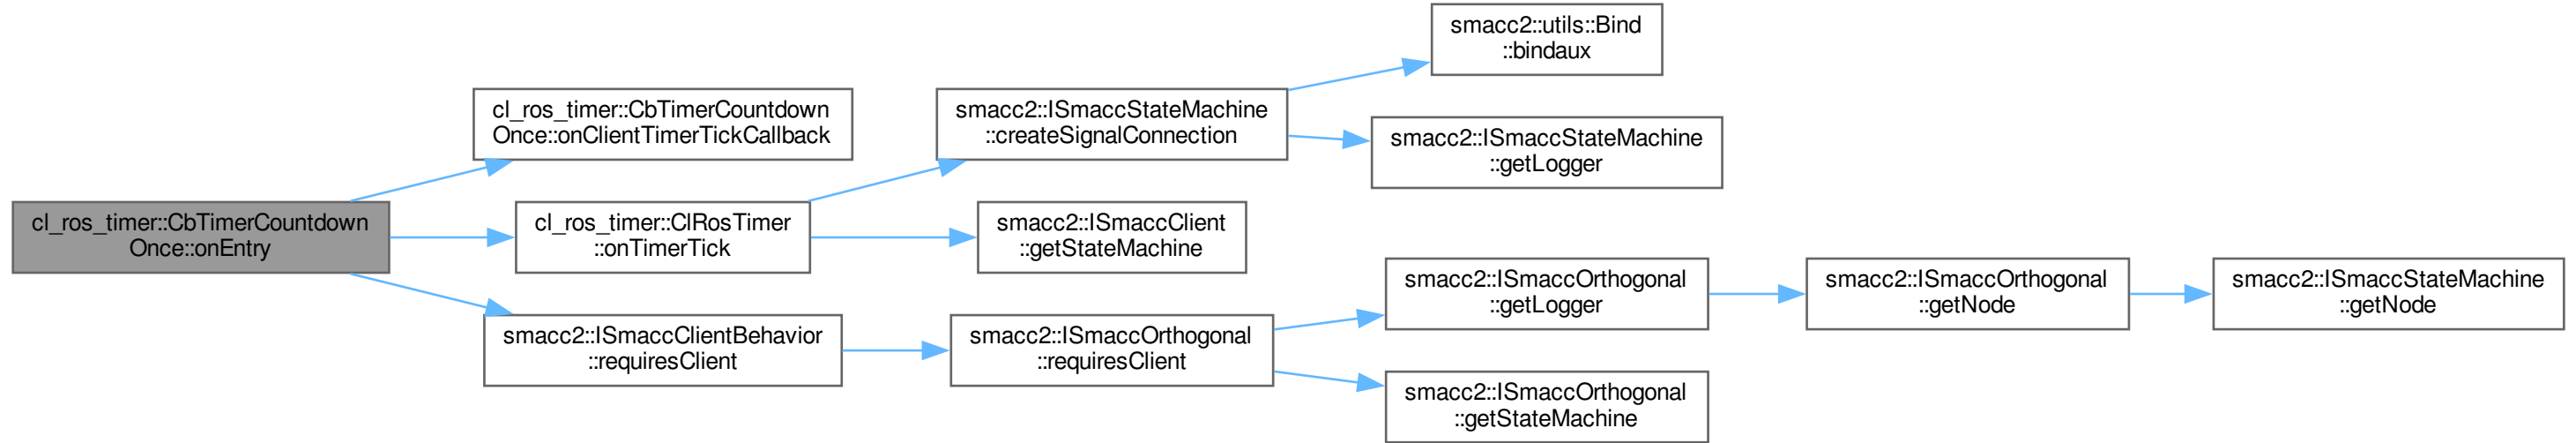 cl_ros_timer::CbTimerCountdown
Once::onEntry
cl_ros_timer::CbTimerCountdown
Once::onClientTimerTickCallback
cl_ros_timer::ClRosTimer
::onTimerTick
smacc2::ISmaccClientBehavior
::requiresClient
smacc2::ISmaccStateMachine
::createSignalConnection
smacc2::ISmaccClient
::getStateMachine
smacc2::ISmaccOrthogonal
::requiresClient
smacc2::utils::Bind
::bindaux
smacc2::ISmaccStateMachine
::getLogger
smacc2::ISmaccOrthogonal
::getLogger
smacc2::ISmaccOrthogonal
::getStateMachine
smacc2::ISmaccOrthogonal
::getNode
smacc2::ISmaccStateMachine
::getNode